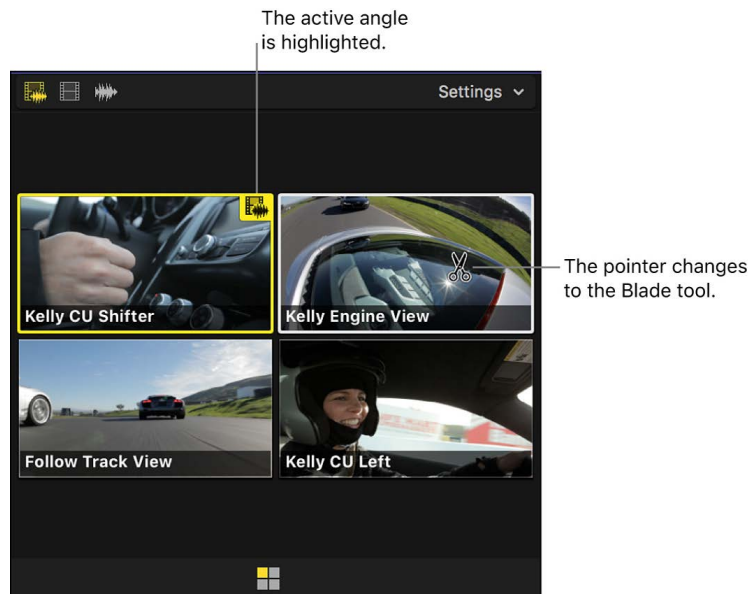 The active angle
is highlighted.
Settings
Kelly CU Shifter
Kelly Engine View
The pointer changes
to the Blade tool.
Follow Track View
Kelly CU Left